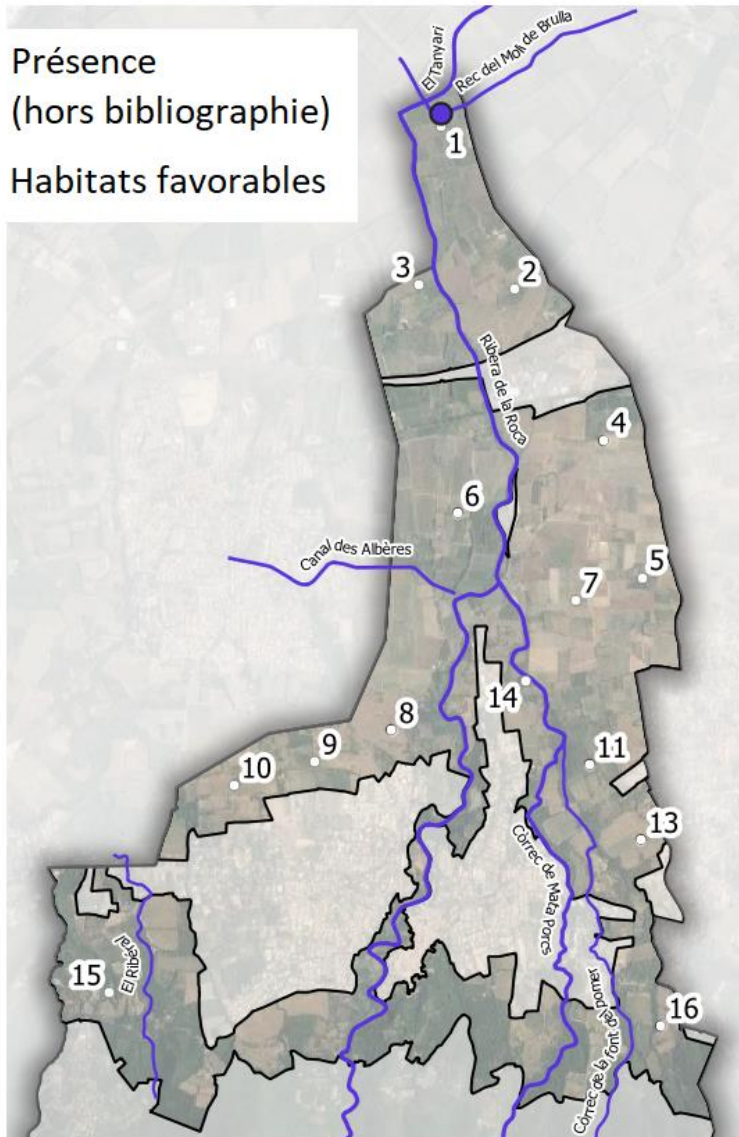 Présence
(hors bibliographie)
Habitats favorables
El Tanyarí
Rec del Molí de Brulla
1
3
2
Ribera de la Roca
4
6
Canal des Albères
5
7
14
8
9
11
10
13
Còrrec de Mata Porcs
El Ribéral
15
16
Còrrec de la font del pomer